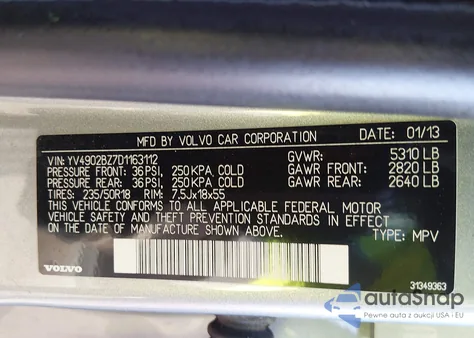 MFD BY VOLVO CAR CORPORATION DATE: 01/13
VIN: YV4902BZ7D1163112 GVWR: 5310 LB
PRESSURE FRONT: 36 PSI, 250 KPA, COLD GAWR FRONT: 2820 LB
PRESSURE REAR: 36 PSI, 250 KPA, COLD GAWR REAR: 2640 LB
TIRES: 235/50R18 RIM: 7.5Jx18x55
THIS VEHICLE CONFORMS TO ALL APPLICABLE FEDERAL MOTOR
VEHICLE SAFETY AND THEFT PREVENTION STANDARDS IN EFFECT
ON THE DATE OF MANUFACTURE SHOWN ABOVE.
TYPE: MPV
VOLVO 31349363
autoShap
Pewne auta z aukcji USA i EU